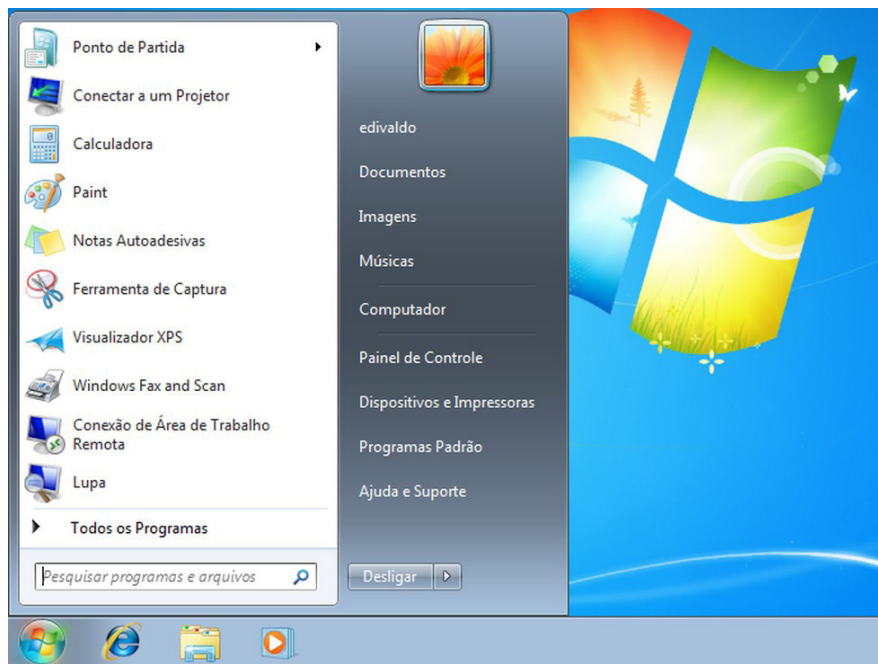 Ponto de Partida
Conectar a um Projetor
Calculadora
Paint
Notas Autoadesivas
Ferramenta de Captura
Visualizador XPS
Windows Fax and Scan
Conexão de Área de Trabalho
Remota
Lupa
Todos os Programas
Pesquisar programas e arquivos
edivaldo
Documentos
Imagens
Músicas
Computador
Painel de Controle
Dispositivos e Impressoras
Programas Padrão
Ajuda e Suporte
Desligar